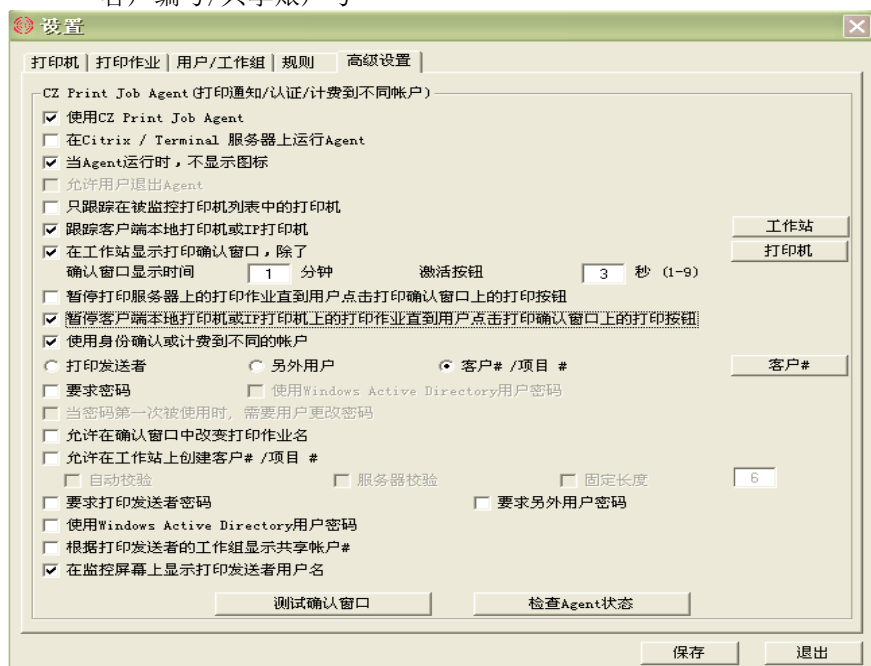 客户编号/共享账户号
设置
打印机 打印作业 用户/工作组 规则 高级设置
CZ Print Job Agent(打印通知/认证/计费到不同帐户)
使用CZ Print Job Agent
在Citrix / Terminal 服务器上运行Agent
当Agent运行时，不显示图标
允许用户退出Agent
只跟踪在被监控打印机列表中的打印机
跟踪客户端本地打印机或IP打印机 工作站
在工作站显示打印确认窗口，除了 打印机
确认窗口显示时间 1 分钟 激活按钮 3 秒 (1-9)
暂停打印服务器上的打印作业直到用户点击打印确认窗口上的打印按钮
暂停客户端本地打印机或IP打印机上的打印作业直到用户点击打印确认窗口上的打印按钮
使用身份确认或计费到不同的帐户
打印发送者 另外用户 客户# /项目 # 客户#
要求密码 使用Windows Active Directory用户密码
当密码第一次被使用时，需要用户更改密码
允许在确认窗口中改变打印作业名
允许在工作站上创建客户# /项目 #
自动校验 服务器校验 固定长度 6
要求打印发送者密码 要求另外用户密码
使用Windows Active Directory用户密码
根据打印发送者的工作组显示共享帐户#
在监控屏幕上显示打印发送者用户名
测试确认窗口 检查Agent状态
保存 退出